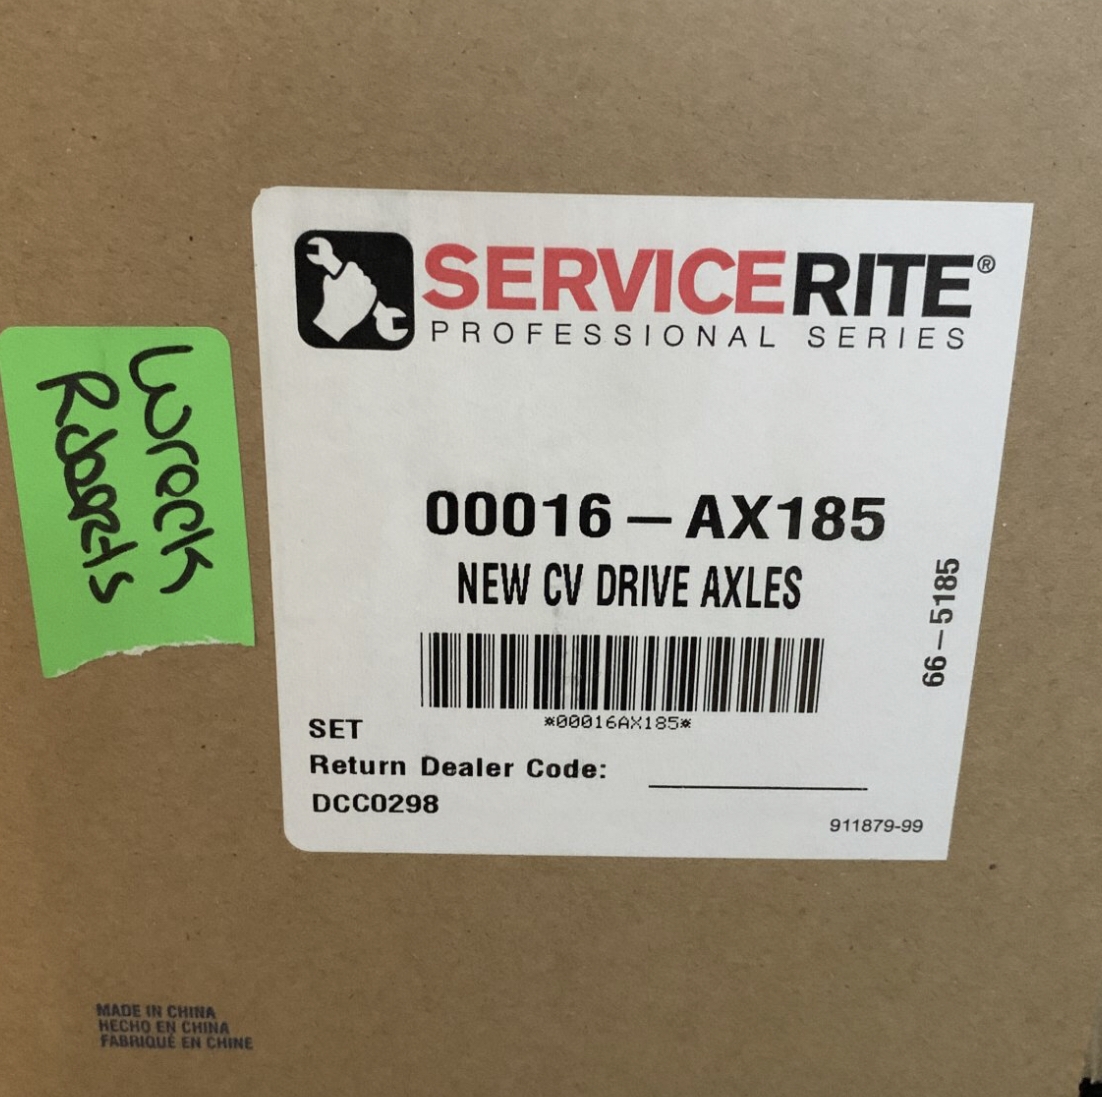 SERVICERITE®
PROFESSIONAL SERIES
00016-AX185
NEW CV DRIVE AXLES
*00016AX185*
SET
Return Dealer Code:
DCC0298
911879-99
66-5185
Wreck
Roberts
MADE IN CHINA
HECHO EN CHINA
FABRIQUÉ EN CHINE